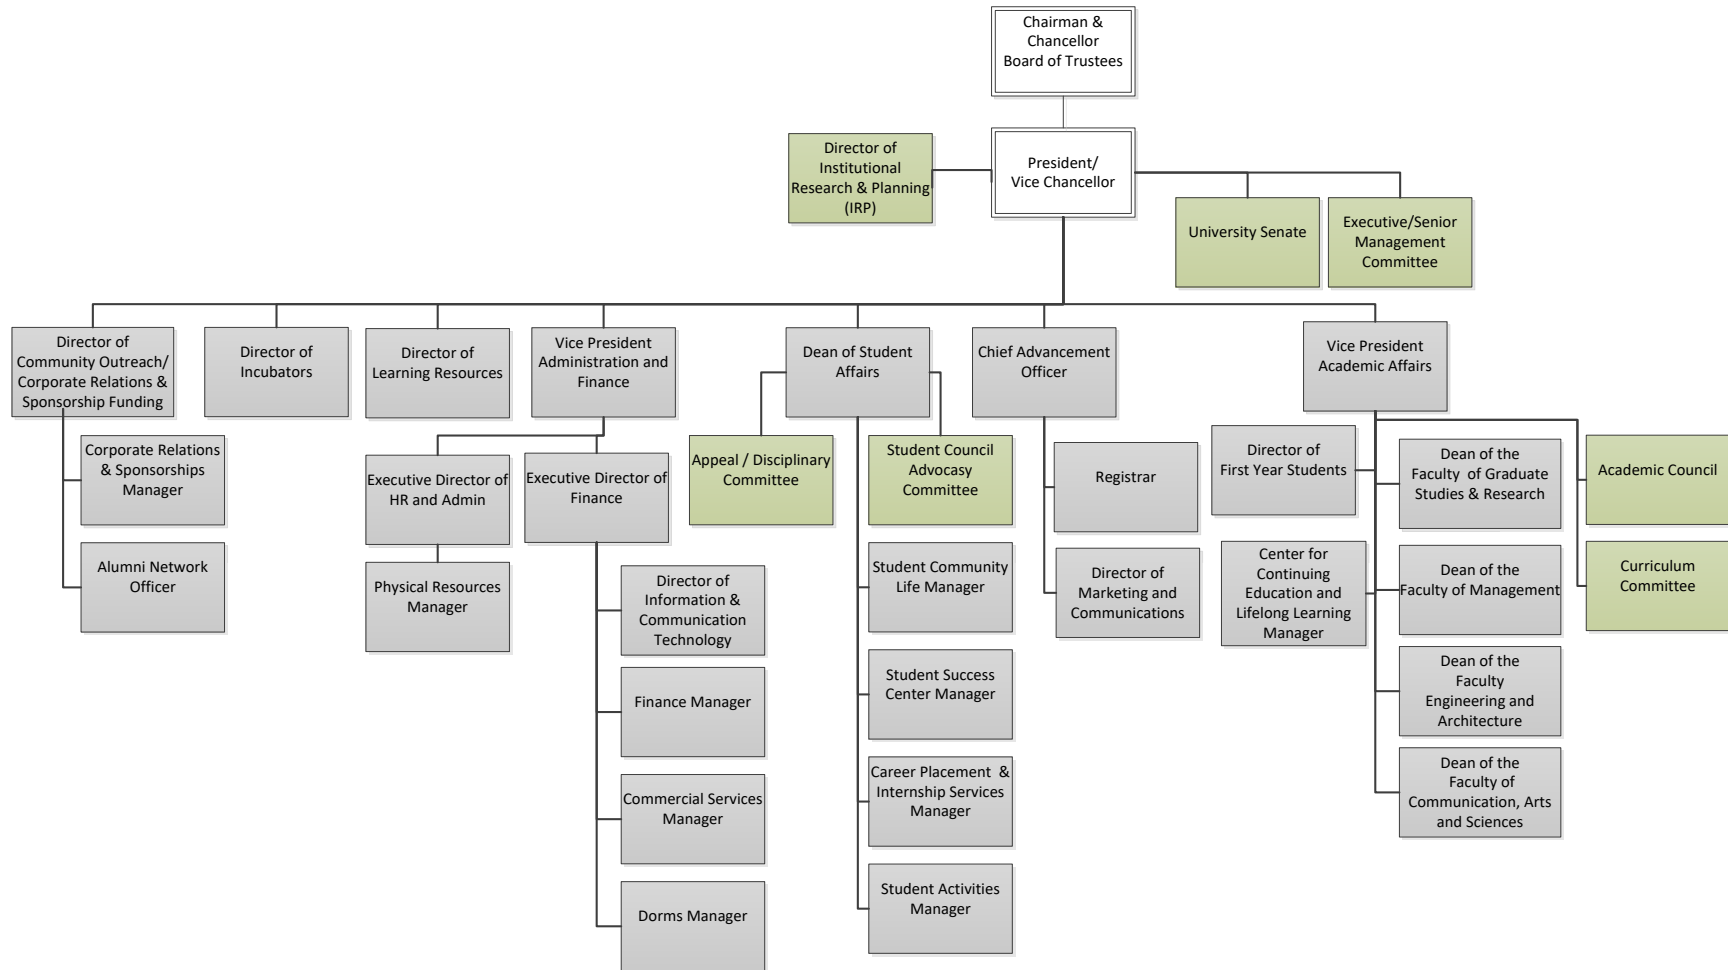 Chairman &
Chancellor
Board of Trustees
Director of
Institutional
Research & Planning
(IRP)
President/
Vice Chancellor
University Senate
Executive/Senior
Management
Committee
Director of
Community Outreach/
Corporate Relations &
Sponsorship Funding
Director of
Incubators
Director of
Learning Resources
Vice President
Administration and
Finance
Dean of Student
Affairs
Chief Advancement
Officer
Vice President
Academic Affairs
Corporate Relations
& Sponsorships
Manager
Alumni Network
Officer
Executive Director of
HR and Admin
Physical Resources
Manager
Executive Director of
Finance
Director of
Information &
Communication
Technology
Finance Manager
Commercial Services
Manager
Dorms Manager
Appeal / Disciplinary
Committee
Student Council
Advocasy
Committee
Student Community
Life Manager
Student Success
Center Manager
Career Placement &
Internship Services
Manager
Student Activities
Manager
Registrar
Director of
Marketing and
Communications
Director of
First Year Students
Center for
Continuing
Education and
Lifelong Learning
Manager
Dean of the
Faculty of Graduate
Studies & Research
Dean of the
Faculty of Management
Dean of the
Faculty
Engineering and
Architecture
Dean of the
Faculty of
Communication, Arts
and Sciences
Academic Council
Curriculum
Committee